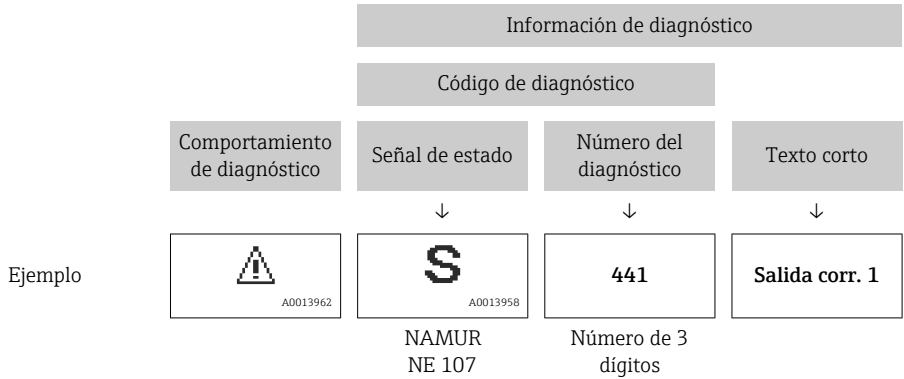 Información de diagnóstico
Código de diagnóstico
Comportamiento
de diagnóstico
Señal de estado
Número del
diagnóstico
Texto corto
↓ ↓ ↓
Ejemplo
A0013962
S
A0013958
441
Salida corr. 1
NAMUR
NE 107
Número de 3
dígitos